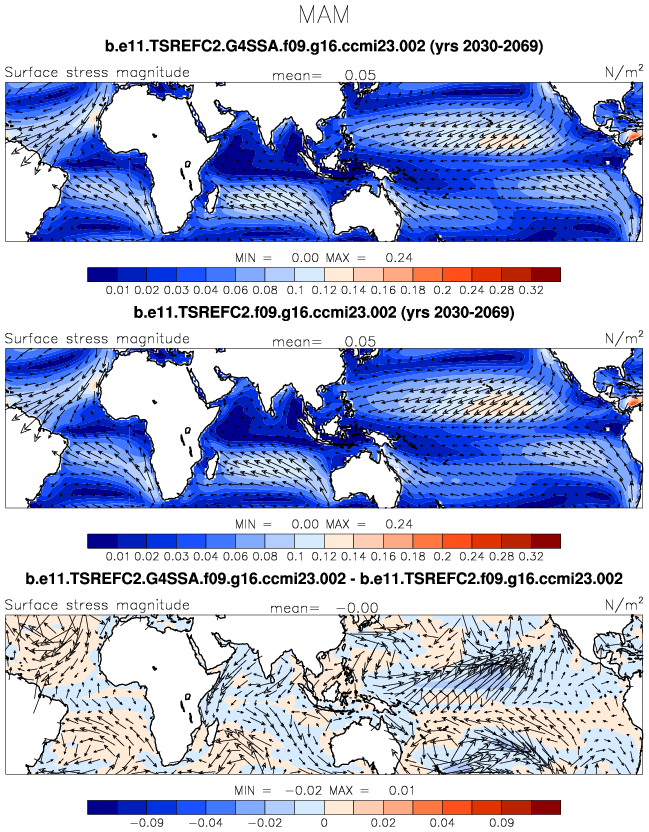 MAM
b.e11.TSREFC2.G4SSA.f09.g16.ccmi23.002 (yrs 2030-2069)
Surface stress magnitude mean= 0.05 N/m²
MIN = 0.00 MAX = 0.24
0.01 0.02 0.03 0.04 0.06 0.08 0.1 0.12 0.14 0.16 0.18 0.2 0.24 0.28 0.32
b.e11.TSREFC2.f09.g16.ccmi23.002 (yrs 2030-2069)
Surface stress magnitude mean= 0.05 N/m²
MIN = 0.00 MAX = 0.24
0.01 0.02 0.03 0.04 0.06 0.08 0.1 0.12 0.14 0.16 0.18 0.2 0.24 0.28 0.32
b.e11.TSREFC2.G4SSA.f09.g16.ccmi23.002 - b.e11.TSREFC2.f09.g16.ccmi23.002
Surface stress magnitude mean= −0.00 N/m²
MIN = −0.02 MAX = 0.01
−0.09 −0.04 −0.02 0 0.02 0.04 0.09